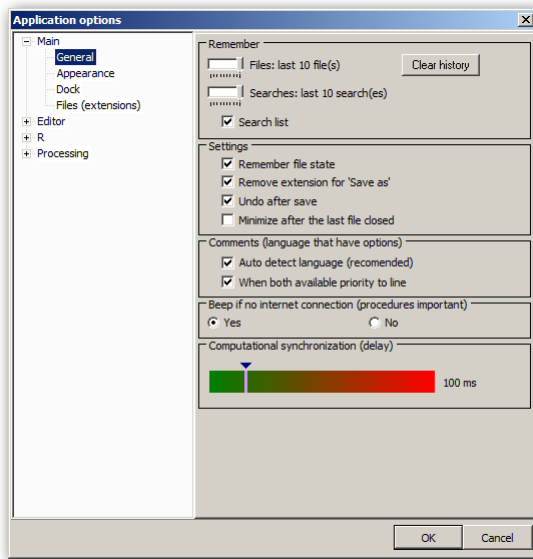 Application options
Main
General
Appearance
Dock
Files (extensions)
Editor
R
Processing
Remember
Files: last 10 file(s)
Clear history
Searches: last 10 search(es)
Search list
Settings
Remember file state
Remove extension for 'Save as'
Undo after save
Minimize after the last file closed
Comments (language that have options)
Auto detect language (recomended)
When both available priority to line
Beep if no internet connection (procedures important)
Yes
No
Computational synchronization (delay)
100 ms
OK
Cancel